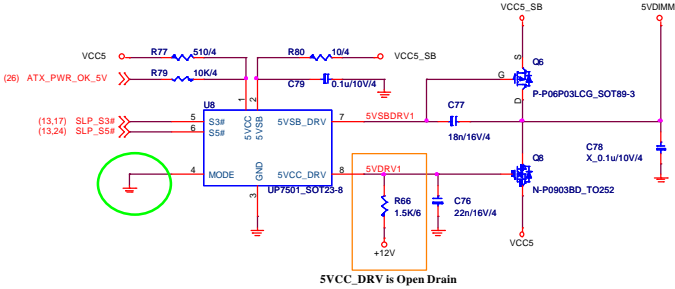 VCC5_SB
5VDIMM
VCC5
R77
510/4
R80
10/4
VCC5_SB
Q6
S
G
D
(26) ATX_PWR_OK_5V
R79
10K/4
C79
0.1u/10V/4
P-P06P03LCG_SOT89-3
1
2
U8
C77
5VCC
5VSB
(13,17) SLP_S3#
5
S3#
5VSB_DRV
7
5VSBDRV1
(13,24) SLP_S5#
6
S5#
18n/16V/4
C78
X_0.1u/10V/4
Q8
4
MODE
GND
5VCC_DRV
8
5VDRV1
UP7501_SOT23-8
N-P0903BD_TO252
3
R66
1.5K/6
C76
22n/16V/4
+12V
VCC5
5VCC_DRV is Open Drain